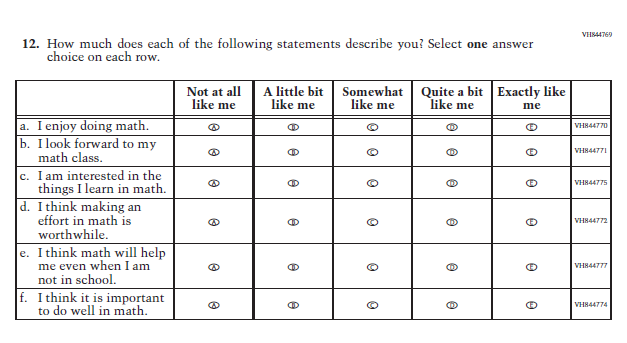 VH844769
12. How much does each of the following statements describe you? Select one answer
choice on each row.
Not at all like me A little bit like me Somewhat like me Quite a bit like me Exactly like me
a. I enjoy doing math. A B C D E VH844770
b. I look forward to my
math class. A B C D E VH844771
c. I am interested in the
things I learn in math. A B C D E VH844775
d. I think making an
effort in math is
worthwhile. A B C D E VH844772
e. I think math will help
me even when I am
not in school. A B C D E VH844777
f. I think it is important
to do well in math. A B C D E VH844774